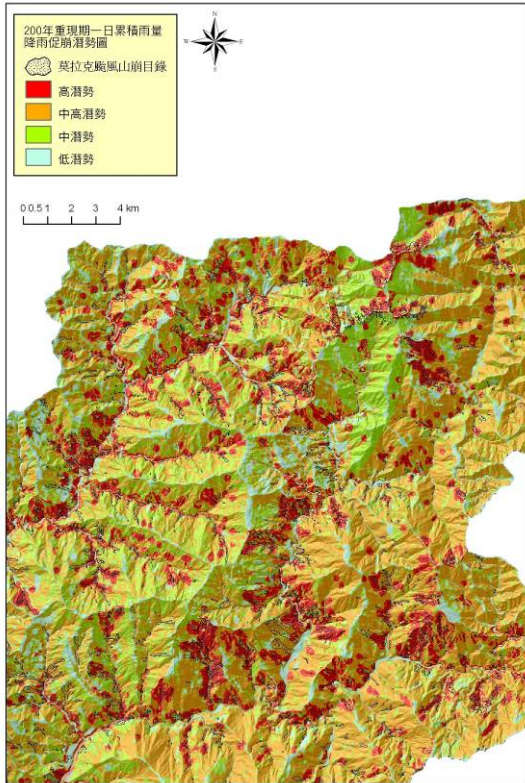 200年重現期一日累積雨量
降雨促崩潛勢圖
莫拉克颱風山崩目錄
高潛勢
中高潛勢
中潛勢
低潛勢
N
W E
S
0 0.5 1 2 3 4 km